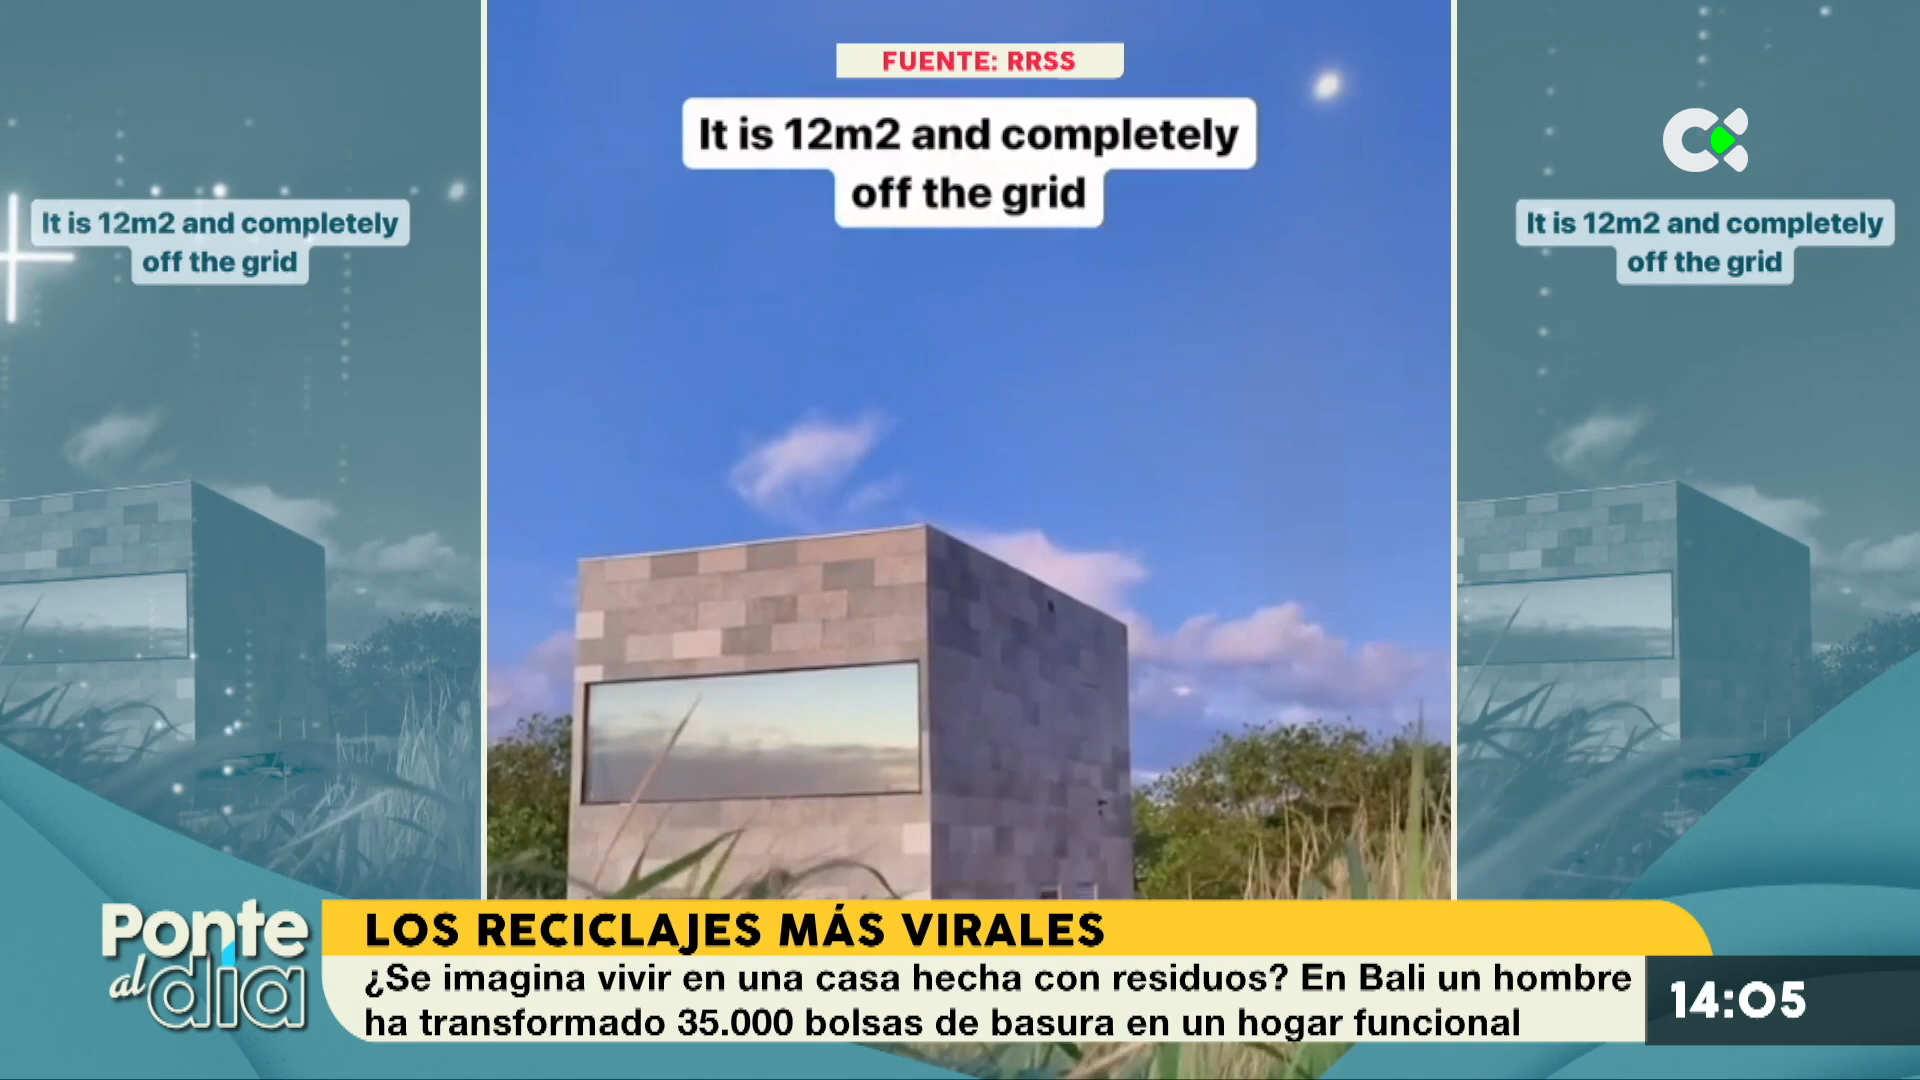 FUENTE: RRSS
It is 12m2 and completely
off the grid
It is 12m2 and completely
off the grid
It is 12m2 and completely
off the grid
Ponte
al día
LOS RECICLAJES MÁS VIRALES
¿Se imagina vivir en una casa hecha con residuos? En Bali un hombre
ha transformado 35.000 bolsas de basura en un hogar funcional
14:05